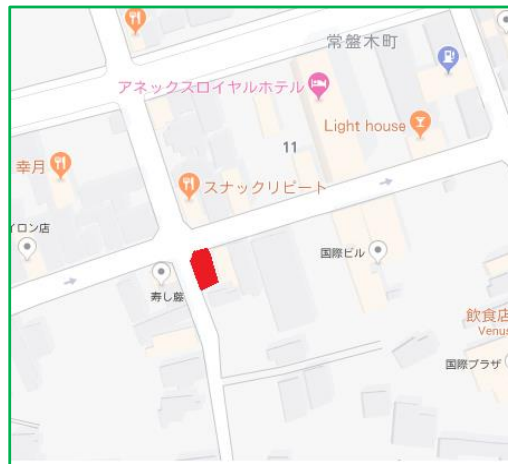 常盤木町
アネックスロイヤルホテル
Light house
11
幸月
スナックリピート
イロン店
国際ビル
寿し藤
飲食店
Venus
国際プラザ